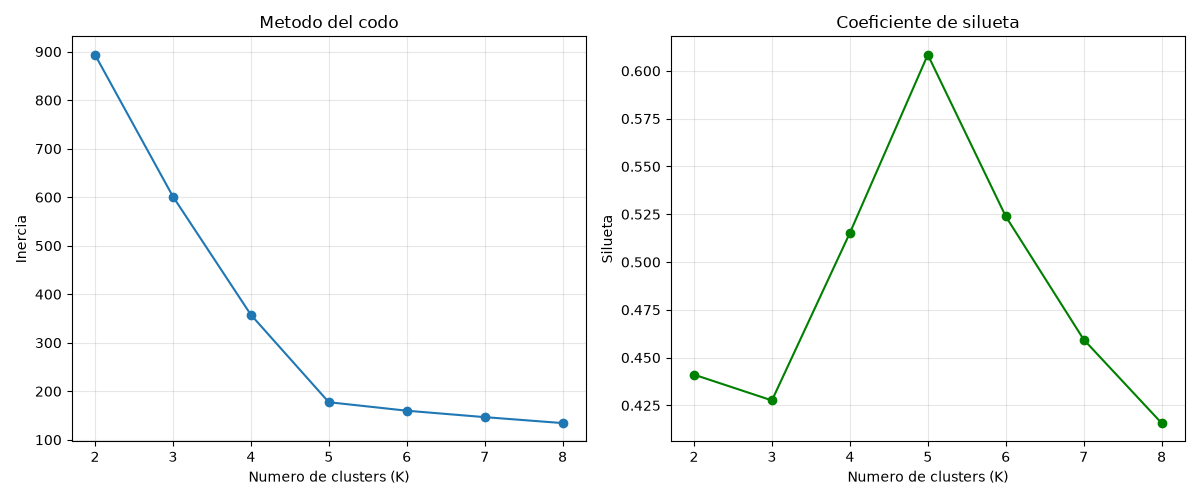 Metodo del codo
900
800
700
600
500
400
300
200
100
Inercia
2 3 4 5 6 7 8
Numero de clusters (K)
Coeficiente de silueta
0.600
0.575
0.550
0.525
0.500
0.475
0.450
0.425
Silueta
2 3 4 5 6 7 8
Numero de clusters (K)